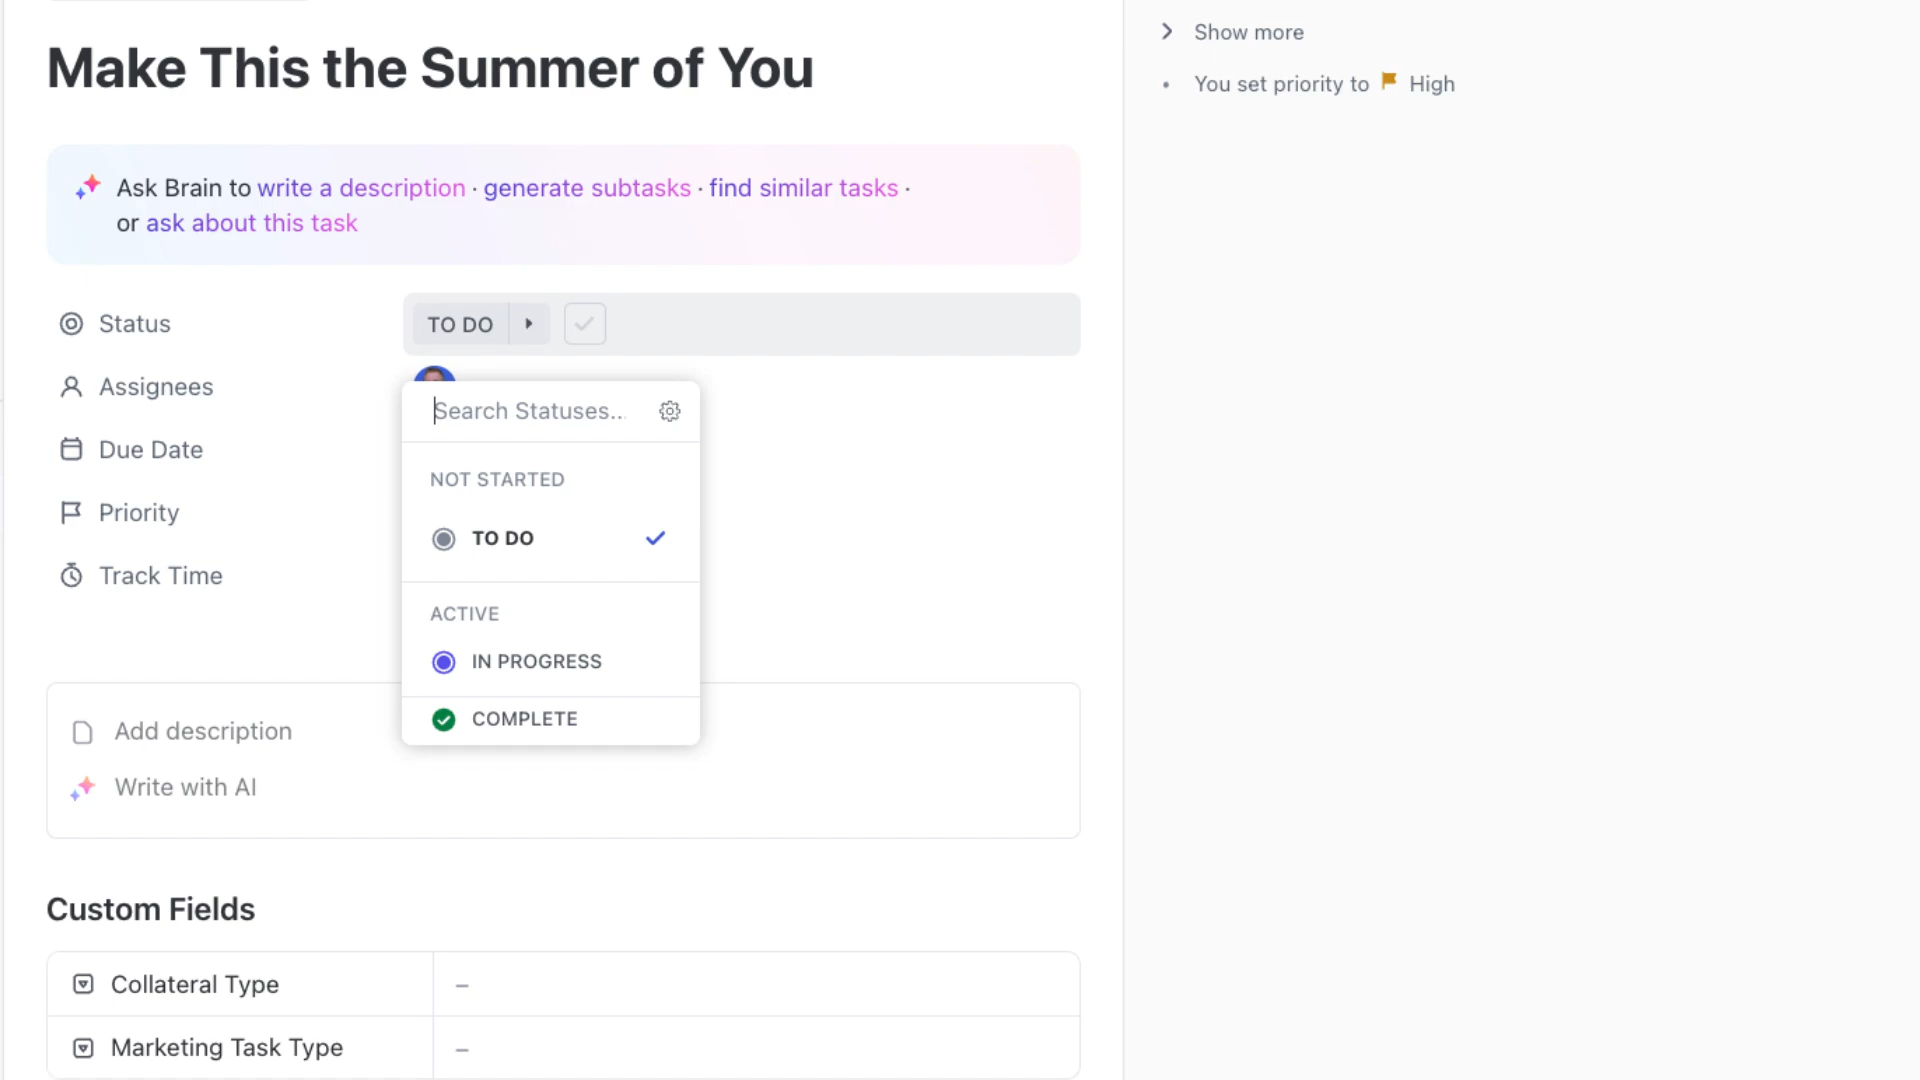 Make This the Summer of You
Ask Brain to write a description · generate subtasks · find similar tasks ·
or ask about this task
Status
TO DO
Assignees
Due Date
Priority
Track Time
Search Statuses...
NOT STARTED
TO DO
ACTIVE
IN PROGRESS
COMPLETE
Add description
Write with AI
Custom Fields
Collateral Type –
Marketing Task Type –
Show more
• You set priority to High